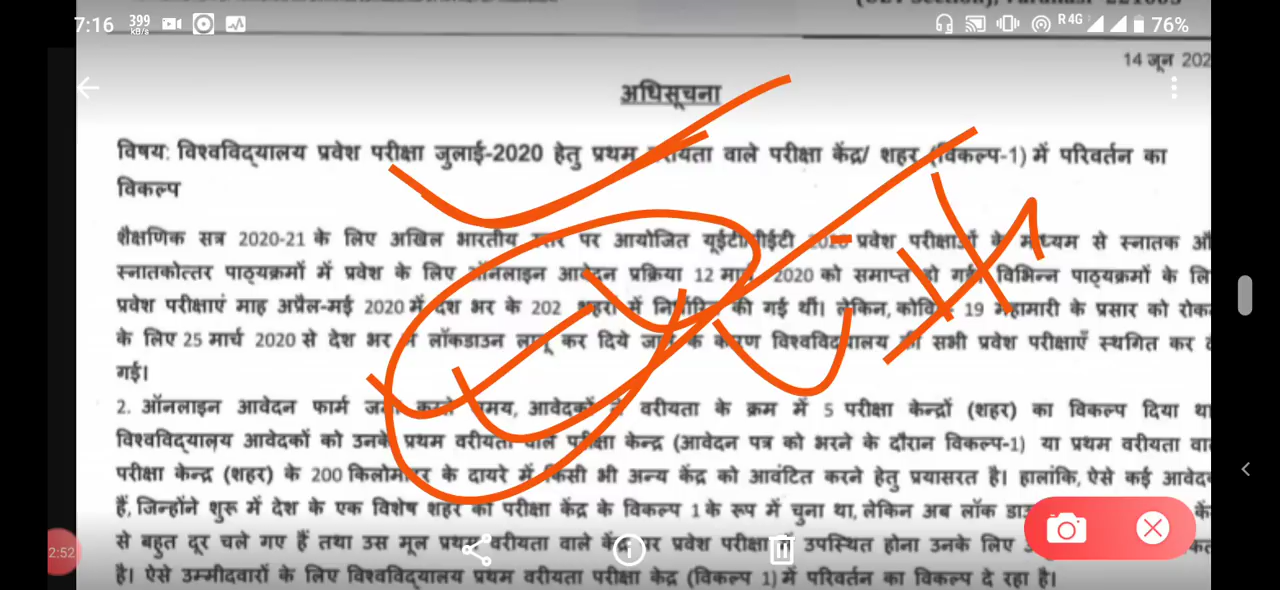 7:16 399 KB/s R 4G 76%
14 जून 202
अधिसूचना
विषय: विश्वविद्यालय प्रवेश परीक्षा जुलाई-2020 हेतु प्रथम वाले परीक्षा केंद्र/ शहर (विकल्प-1) में परिवर्तन का
विकल्प
शैक्षणिक सत्र 2020-21 के लिए अखिल भारतीय स्तर पर आयोजित प्रवेश परीक्षाओं के माध्यम से स्नातक
स्नातकोत्तर पाठ्यक्रमों में प्रवेश के लिए ऑनलाइन आवेदन प्रक्रिया 12 मार्च, 2020 को समाप्त हो गई। विभिन्न पाठ्यक्रमों के
प्रवेश परीक्षाएं माह अप्रैल-मई 2020 में देश भर के 202 शहरों में निर्धारित की गई थीं। लेकिन, कोविड 19 महामारी के प्रसार को
के लिए 25 मार्च 2020 से देश भर में लॉकडाउन लागू कर दिये जाने के कारण विश्वविद्यालय की सभी प्रवेश परीक्षाएँ स्थगित कर
गई।
2. ऑनलाइन आवेदन फार्म जमा करते समय, आवेदकों ने वरीयता के क्रम में 5 परीक्षा केन्द्रों (शहर) का विकल्प दिया
विश्वविद्यालय आवेदकों को उनके प्रथम वरीयता वाले परीक्षा केन्द्र (आवेदन पत्र को भरने के दौरान विकल्प-1) या प्रथम वरीयता
परीक्षा केन्द्र (शहर) के 200 किलोमीटर के दायरे में किसी भी अन्य केंद्र को आवंटित करने हेतु प्रयासरत है। हालांकि, ऐसे कई
हैं, जिन्होंने शुरू में देश के एक विशेष शहर को परीक्षा केंद्र के विकल्प 1 के रूप में चुना था, लेकिन अब लॉक
से बहुत दूर चले गए हैं तथा उस मूल प्रथम वरीयता वाले केंद्र पर प्रवेश परीक्षा में उपस्थित होना उनके लिए
है। ऐसे उम्मीदवारों के लिए विश्वविद्यालय प्रथम वरीयता परीक्षा केंद्र (विकल्प 1) में परिवर्तन का विकल्प दे रहा है।
2:52